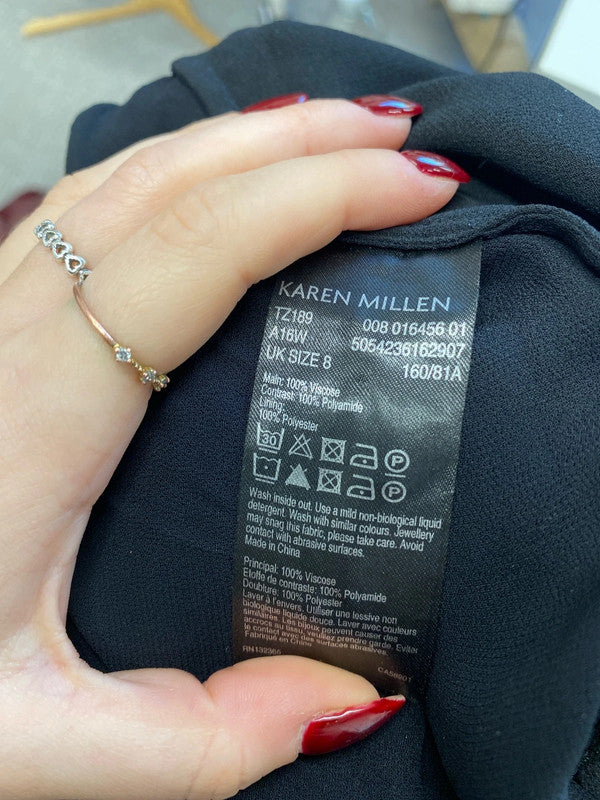 KAREN MILLEN
TZ189 008 016456 01
A16W 5054236162907
UK SIZE 8 160/81A
Main: 100% Viscose
Contrast: 100% Polyamide
Lining:
100% Polyester
30 P
P
Wash inside out. Use a mild non-biological liquid
detergent. Wash with similar colours. Jewellery
may snag this fabric, please take care. Avoid
contact with abrasive surfaces.
Made in China
Principal: 100% Viscose
Etoffe de contraste: 100% Polyamide
Doublure: 100% Polyester
Laver à l'envers. Utiliser une lessive non
biologique liquide douce. Laver avec couleurs
similaires. Les bijoux peuvent causer des
accrocs au tissu, veuillez prendre garde. Eviter
le contact avec des surfaces abrasives.
Fabriqué en Chine
RN132365